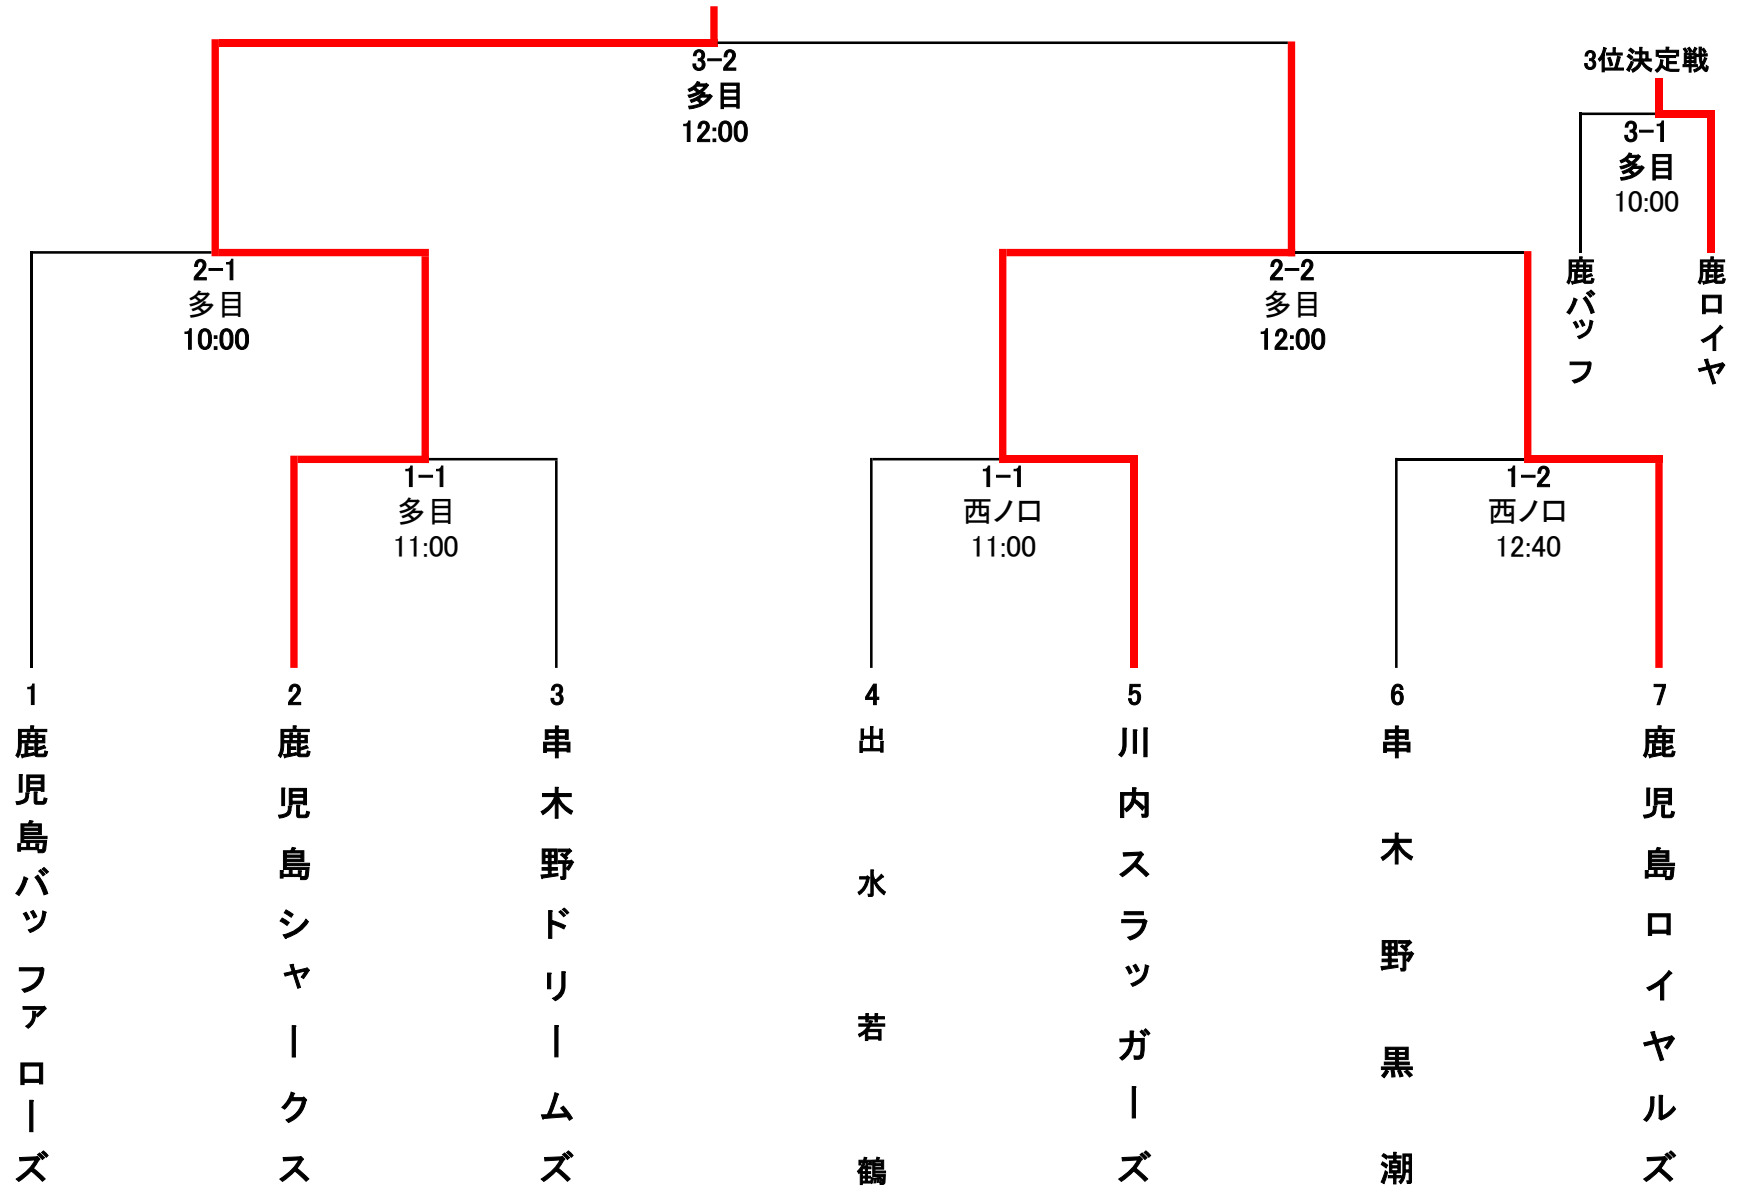 3-2
多目
12:00
3位決定戦
3-1
多目
10:00
鹿バッフ
鹿ロイヤ
2-1
多目
10:00
2-2
多目
12:00
1-1
多目
11:00
1-1
西ノ口
11:00
1-2
西ノ口
12:40
1
鹿児島バッファローズ
2
鹿児島シャークス
3
串木野ドリームズ
4
出水若鶴
5
川内スラッガーズ
6
串木野黒潮
7
鹿児島ロイヤルズ